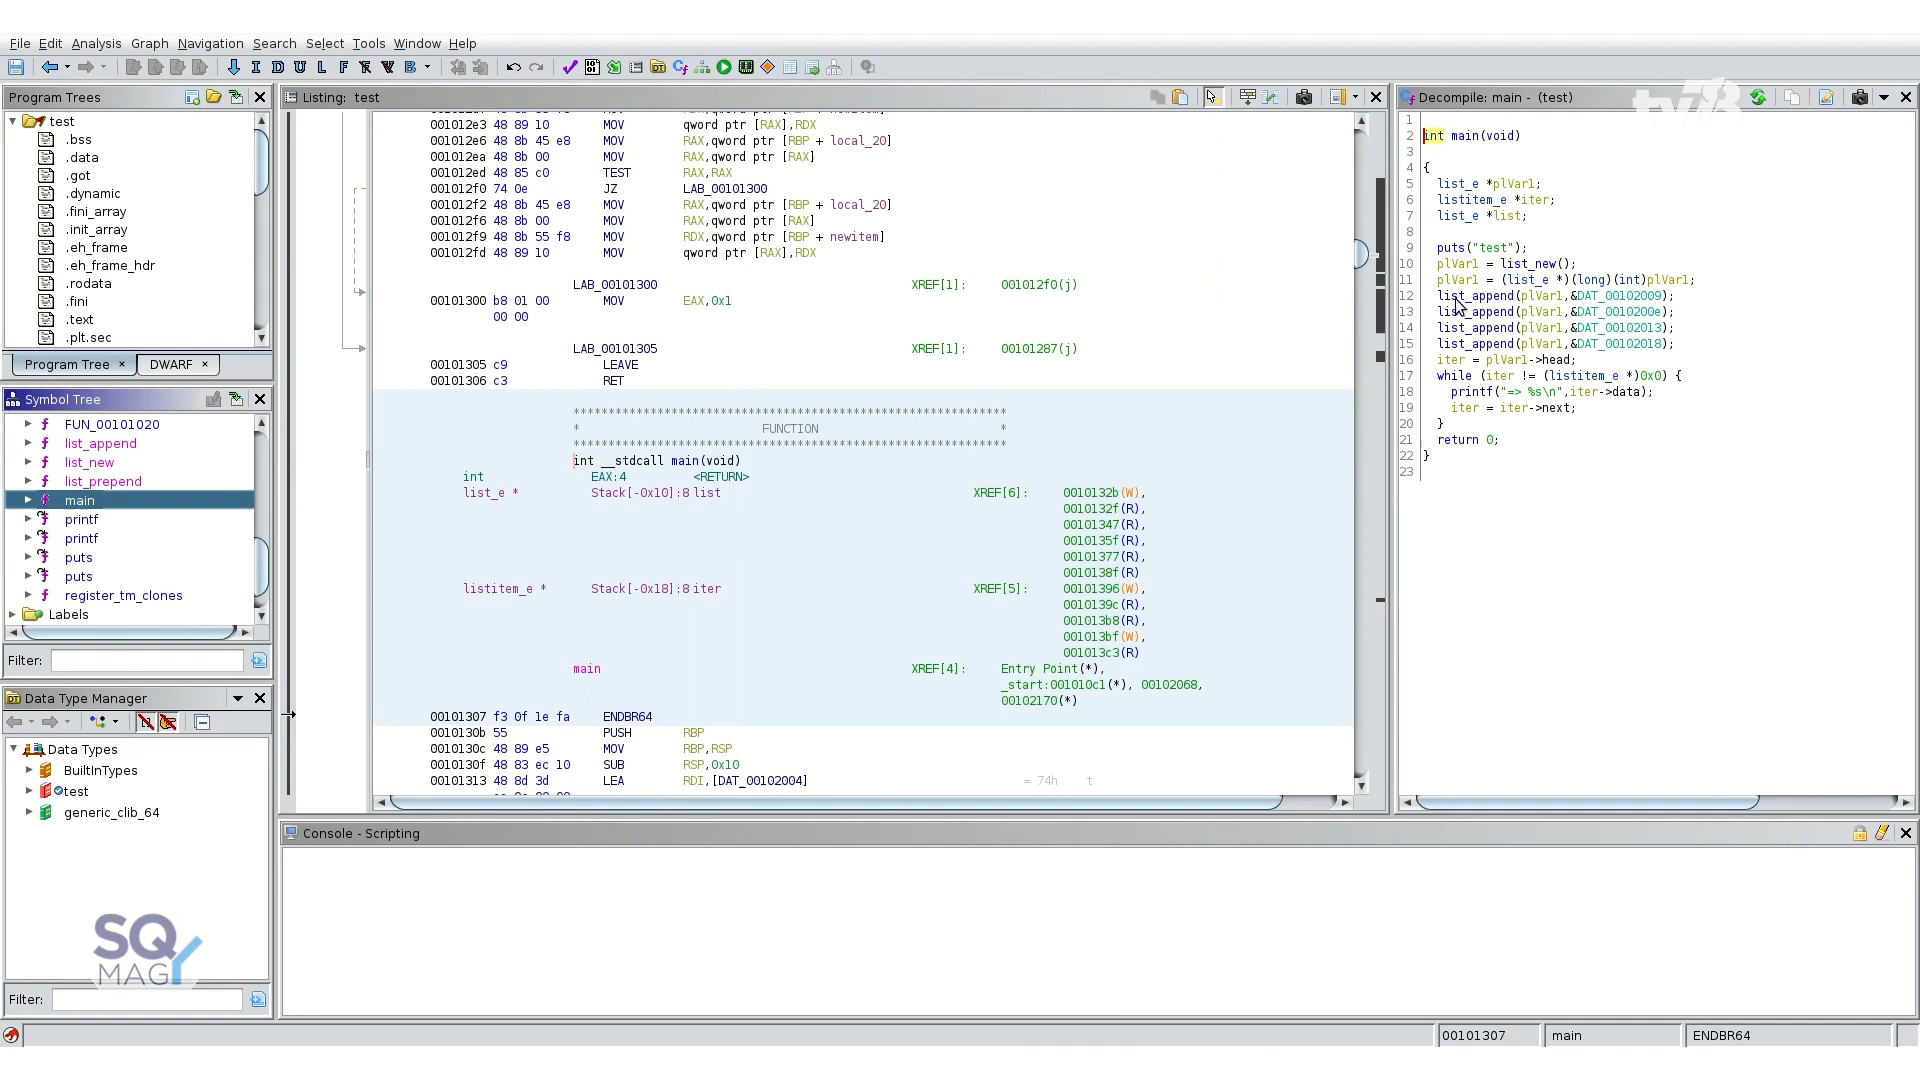 File Edit Analysis Graph Navigation Search Select Tools Window Help
I D U L F B
Program Trees
test
.bss
.data
.got
.dynamic
.fini_array
.init_array
.eh_frame
.eh_frame_hdr
.rodata
.fini
.text
.plt.sec
Program Tree × DWARF ×
Symbol Tree
FUN_00101020
list_append
list_new
list_prepend
main
printf
printf
puts
puts
register_tm_clones
Labels
Filter:
Data Type Manager
Data Types
BuiltInTypes
test
generic_clib_64
SQY
MAG
Filter:
Listing: test
001012e3 48 89 10 MOV qword ptr [RAX],RDX
001012e6 48 8b 45 e8 MOV RAX,qword ptr [RBP + local_20]
001012ea 48 8b 00 MOV RAX,qword ptr [RAX]
001012ed 48 85 c0 TEST RAX,RAX
001012f0 74 0e JZ LAB_00101300
001012f2 48 8b 45 e8 MOV RAX,qword ptr [RBP + local_20]
001012f6 48 8b 00 MOV RAX,qword ptr [RAX]
001012f9 48 8b 55 f8 MOV RDX,qword ptr [RBP + newitem]
001012fd 48 89 10 MOV qword ptr [RAX],RDX
LAB_00101300 XREF[1]: 001012f0(j)
00101300 b8 01 00 MOV EAX,0x1
00 00
LAB_00101305 XREF[1]: 00101287(j)
00101305 c9 LEAVE
00101306 c3 RET
**************************************************************
* FUNCTION *
**************************************************************
int __stdcall main(void)
int EAX:4 <RETURN>
list_e * Stack[-0x10]:8 list XREF[6]: 0010132b(W),
0010132f(R),
00101347(R),
0010135f(R),
00101377(R),
0010138f(R)
listitem_e * Stack[-0x18]:8 iter XREF[5]: 00101396(W),
0010139c(R),
001013b8(R),
001013bf(W),
001013c3(R)
main XREF[4]: Entry Point(*),
_start:001010c1(*), 00102068,
00102170(*)
00101307 f3 0f 1e fa ENDBR64
0010130b 55 PUSH RBP
0010130c 48 89 e5 MOV RBP,RSP
0010130f 48 83 ec 10 SUB RSP,0x10
00101313 48 8d 3d LEA RDI,[DAT_00102004] = 74h t
Decompile: main - (test)
tv78
1
2 int main(void)
3
4 {
5 list_e *plVar1;
6 listitem_e *iter;
7 list_e *list;
8
9 puts("test");
10 plVar1 = list_new();
11 plVar1 = (list_e *)(long)(int)plVar1;
12 list_append(plVar1,&DAT_00102009);
13 list_append(plVar1,&DAT_0010200e);
14 list_append(plVar1,&DAT_00102013);
15 list_append(plVar1,&DAT_00102018);
16 iter = plVar1->head;
17 while (iter != (listitem_e *)0x0) {
18 printf("=> %s\n",iter->data);
19 iter = iter->next;
20 }
21 return 0;
22 }
23
Console - Scripting
00101307 main ENDBR64